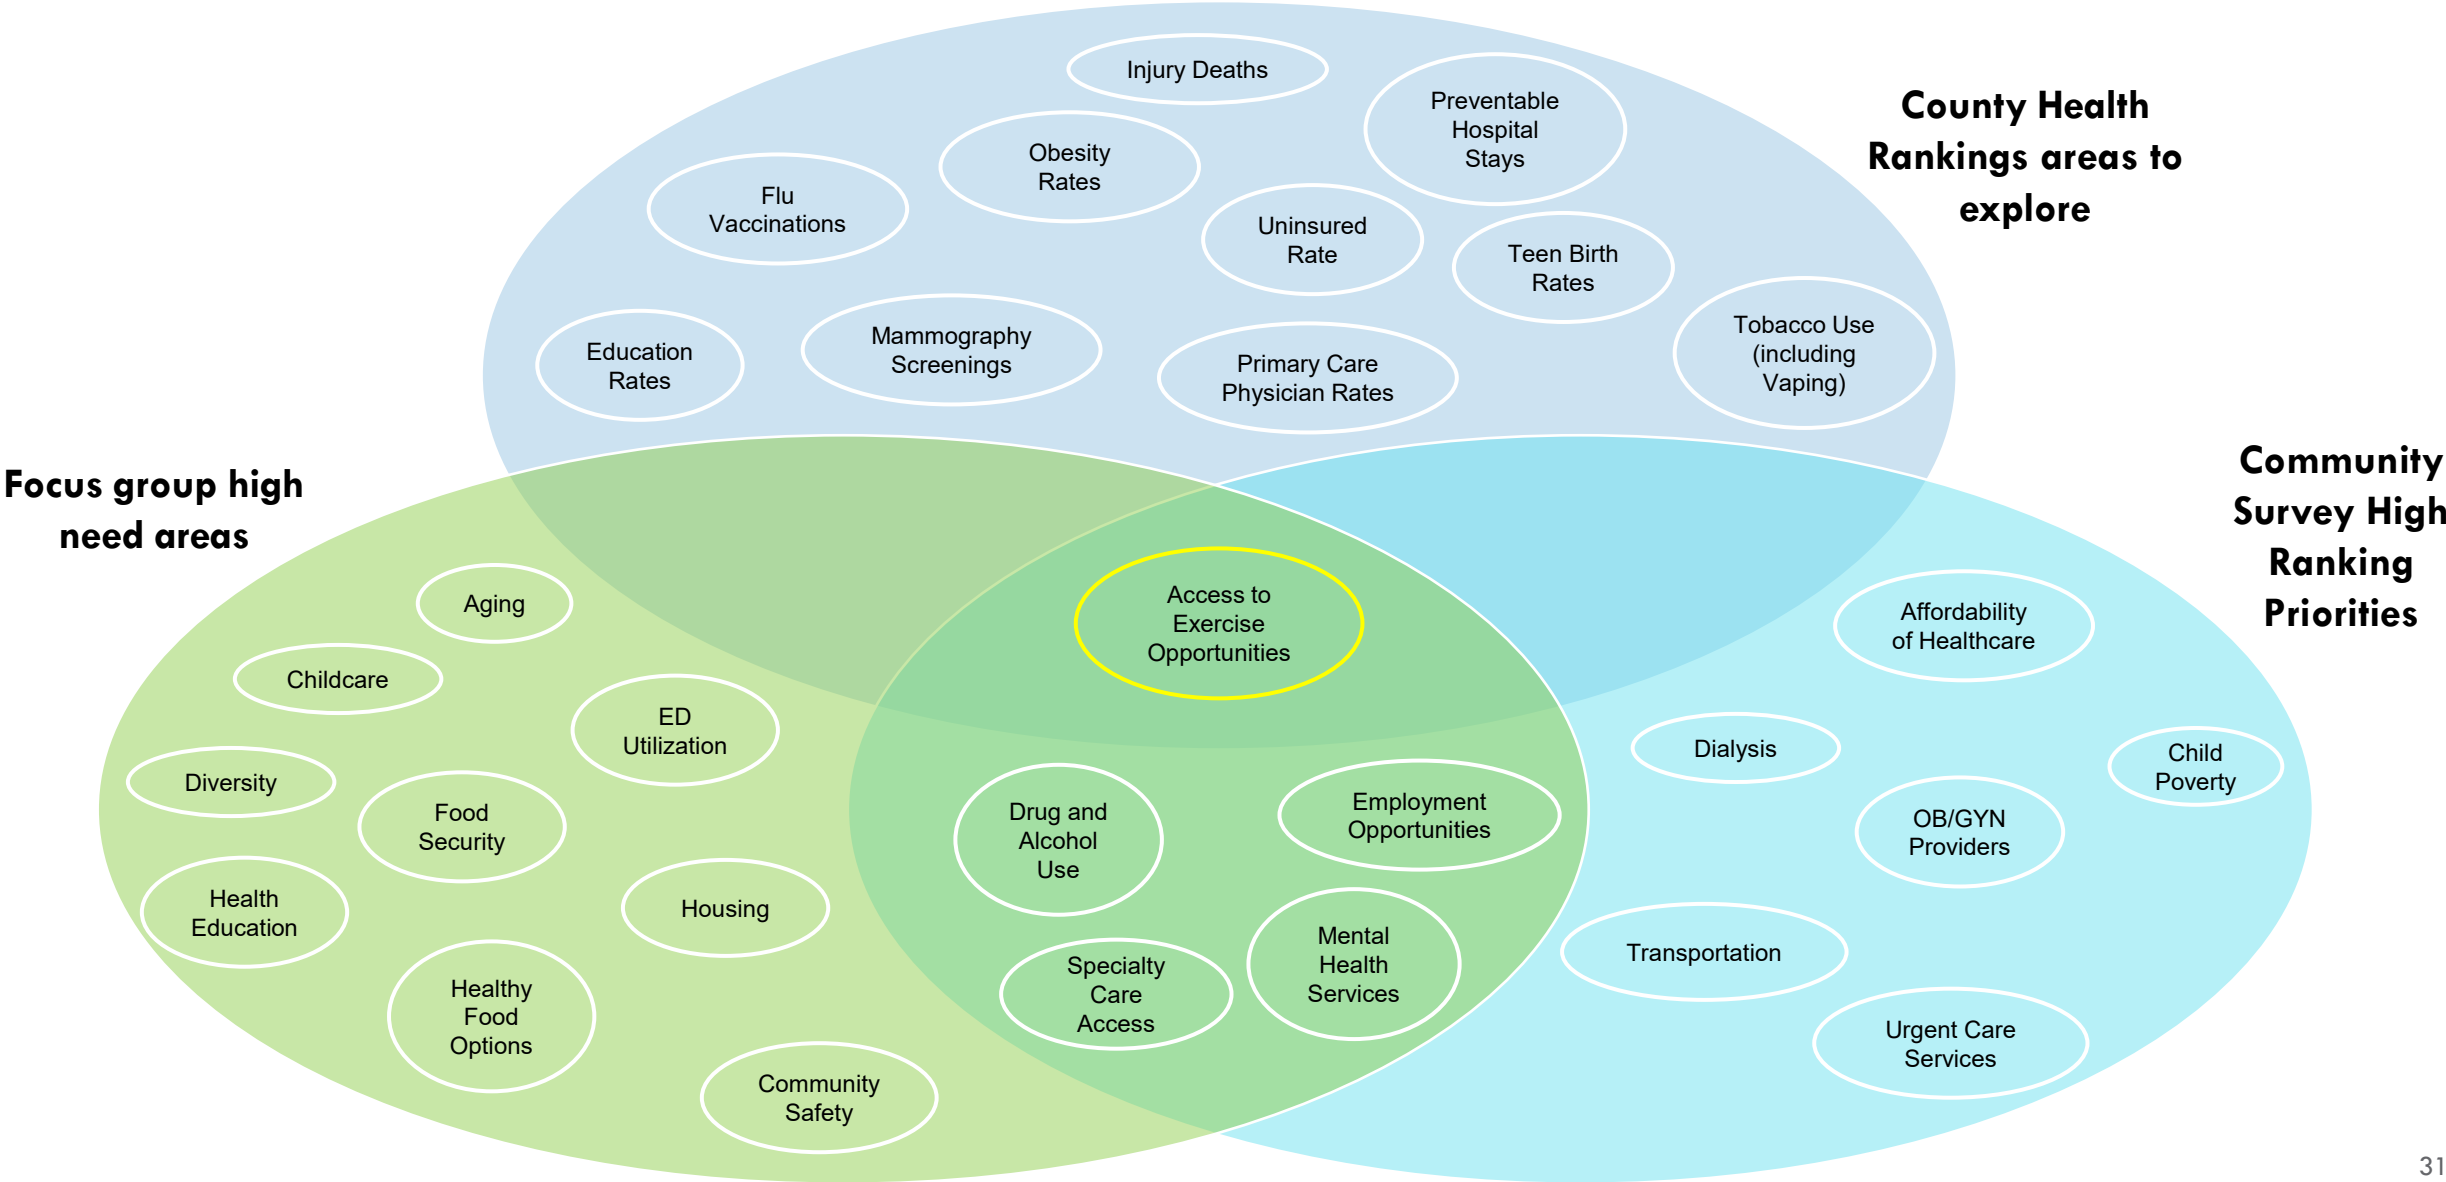 Injury Deaths
Preventable
Hospital
Stays
Obesity
Rates
Flu
Vaccinations
Uninsured
Rate
Teen Birth
Rates
Education
Rates
Mammography
Screenings
Primary Care
Physician Rates
Tobacco Use
(including
Vaping)
County Health
Rankings areas to
explore
Focus group high
need areas
Community
Survey High
Ranking
Priorities
Access to
Exercise
Opportunities
Aging
Childcare
ED
Utilization
Diversity
Food
Security
Health
Education
Housing
Healthy
Food
Options
Community
Safety
Drug and
Alcohol
Use
Employment
Opportunities
Specialty
Care
Access
Mental
Health
Services
Affordability
of Healthcare
Dialysis
Child
Poverty
OB/GYN
Providers
Transportation
Urgent Care
Services
31